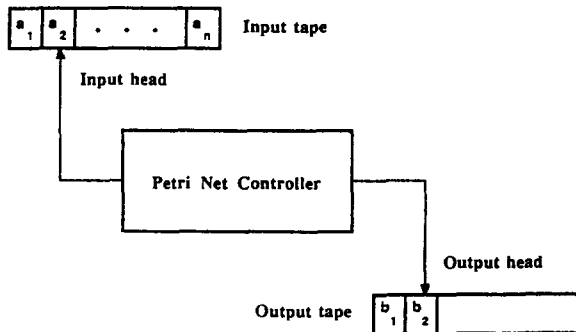 a1 a2 . . . an Input tape
Input head
Petri Net Controller
Output head
Output tape b1 b2